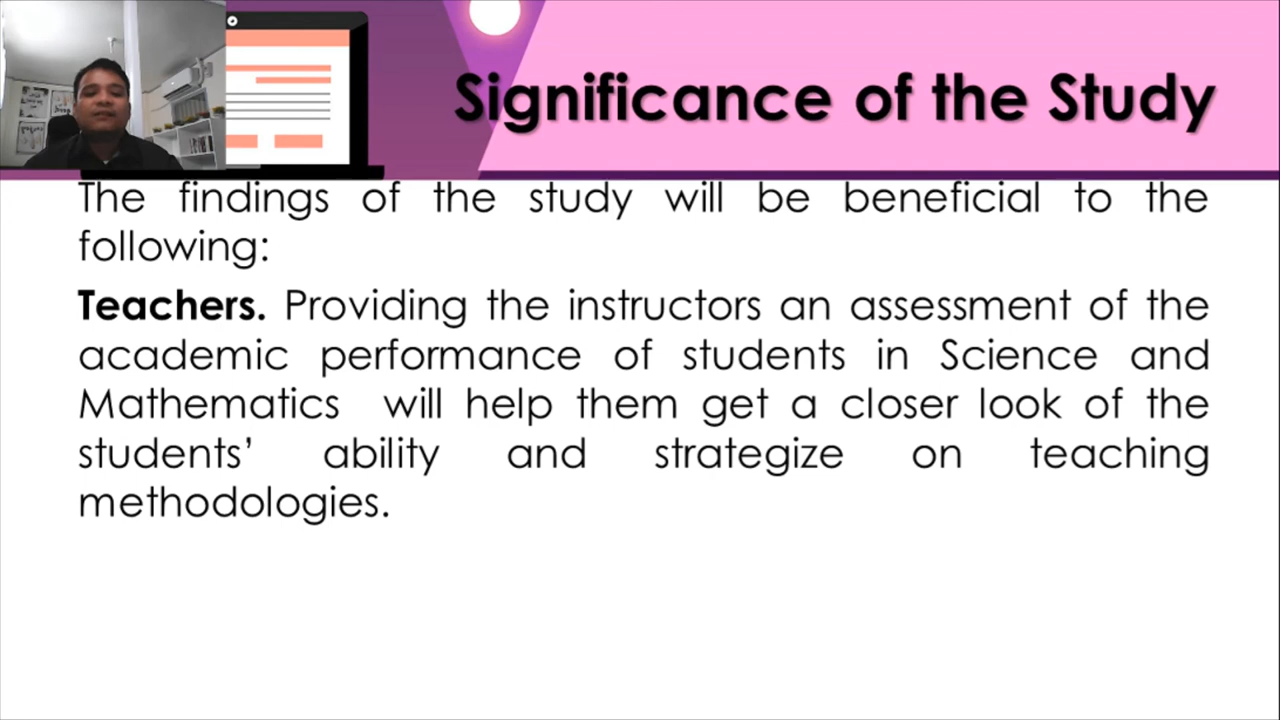 Significance of the Study
The findings of the study will be beneficial to the
following:
Teachers. Providing the instructors an assessment of the
academic performance of students in Science and
Mathematics will help them get a closer look of the
students’ ability and strategize on teaching
methodologies.